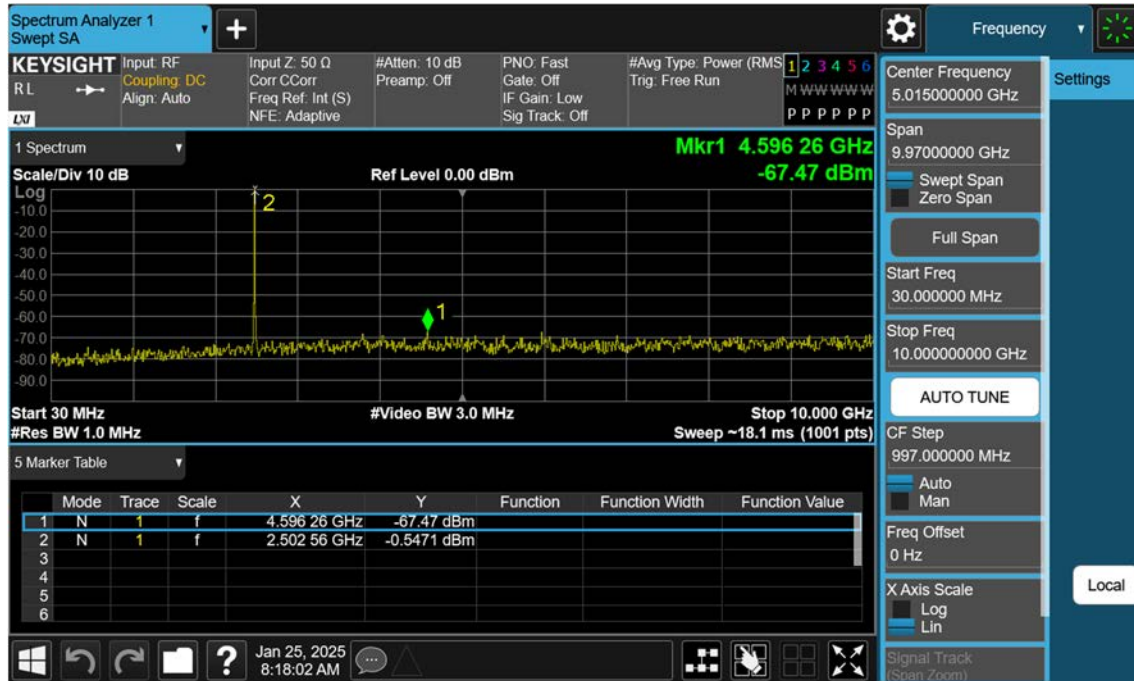 Spectrum Analyzer 1
Swept SA
+
Frequency
KEYSIGHT
RL
LXI
Input: RF
Coupling: DC
Align: Auto
Input Z: 50 Ω
Corr CCorr
Freq Ref: Int (S)
NFE: Adaptive
#Atten: 10 dB
Preamp: Off
PNO: Fast
Gate: Off
IF Gain: Low
Sig Track: Off
#Avg Type: Power (RMS
Trig: Free Run
1 2 3 4 5 6
M W W W W W
P P P P P P
1 Spectrum
Mkr1 4.596 26 GHz
-67.47 dBm
Scale/Div 10 dB
Ref Level 0.00 dBm
Log
-10.0
-20.0
-30.0
-40.0
-50.0
-60.0
-70.0
-80.0
-90.0
2
1
Start 30 MHz
#Video BW 3.0 MHz
Stop 10.000 GHz
#Res BW 1.0 MHz
Sweep ~18.1 ms (1001 pts)
5 Marker Table
Mode Trace Scale X Y Function Function Width Function Value
1 N 1 f 4.596 26 GHz -67.47 dBm
2 N 1 f 2.502 56 GHz -0.5471 dBm
3
4
5
6
Jan 25, 2025
8:18:02 AM
?
Center Frequency
5.015000000 GHz
Span
9.97000000 GHz
Swept Span
Zero Span
Full Span
Start Freq
30.000000 MHz
Stop Freq
10.000000000 GHz
AUTO TUNE
CF Step
997.000000 MHz
Auto
Man
Freq Offset
0 Hz
X Axis Scale
Log
Lin
Signal Track
(Span Zoom)
Settings
Local